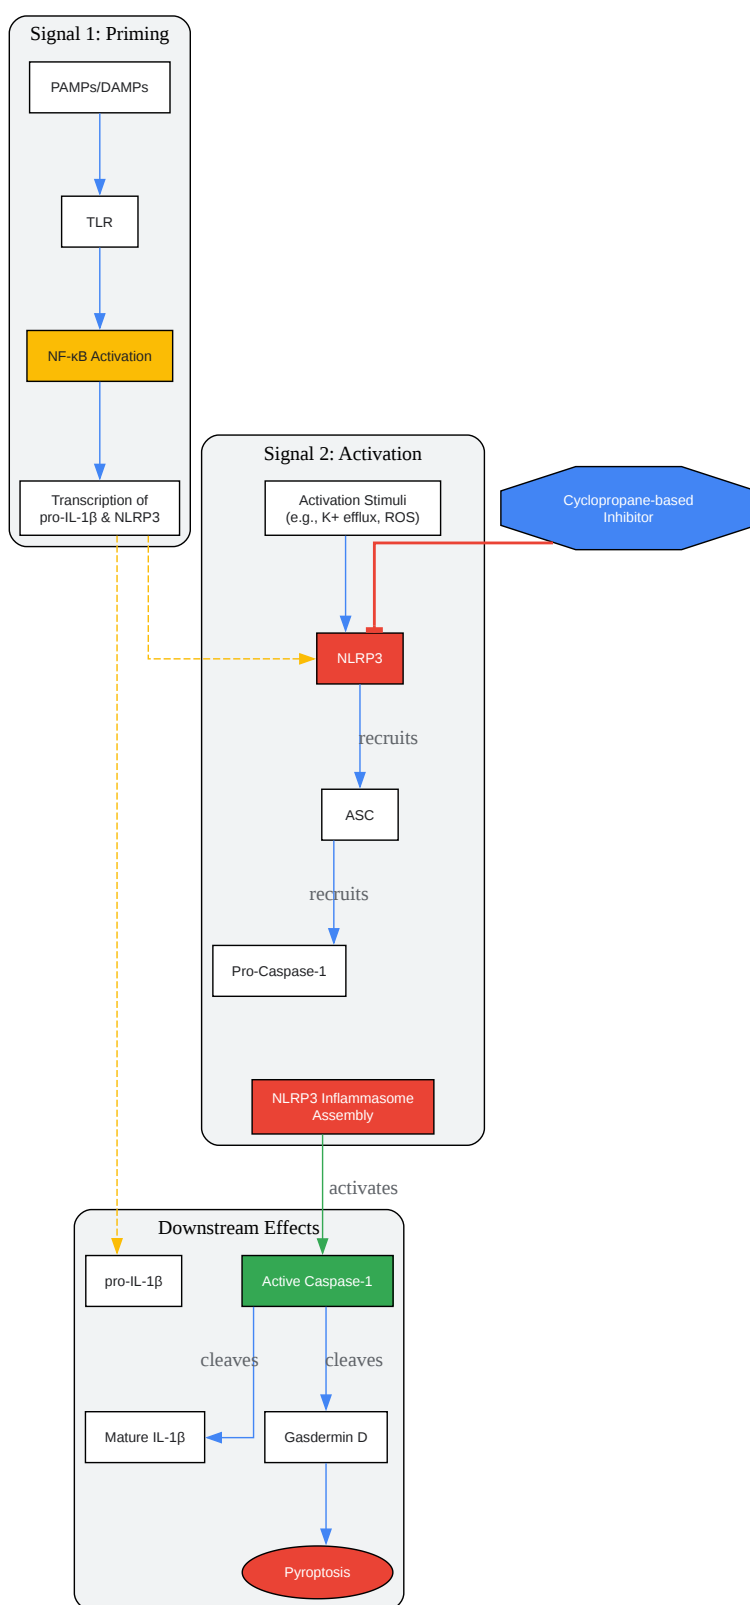 Signal 1: Priming
PAMPs/DAMPs
TLR
NF-κB Activation
Transcription of
pro-IL-1β & NLRP3
Signal 2: Activation
Activation Stimuli
(e.g., K+ efflux, ROS)
Cyclopropane-based
Inhibitor
NLRP3
recruits
ASC
recruits
Pro-Caspase-1
NLRP3 Inflammasome
Assembly
activates
Downstream Effects
pro-IL-1β
Active Caspase-1
cleaves
cleaves
Mature IL-1β
Gasdermin D
Pyroptosis